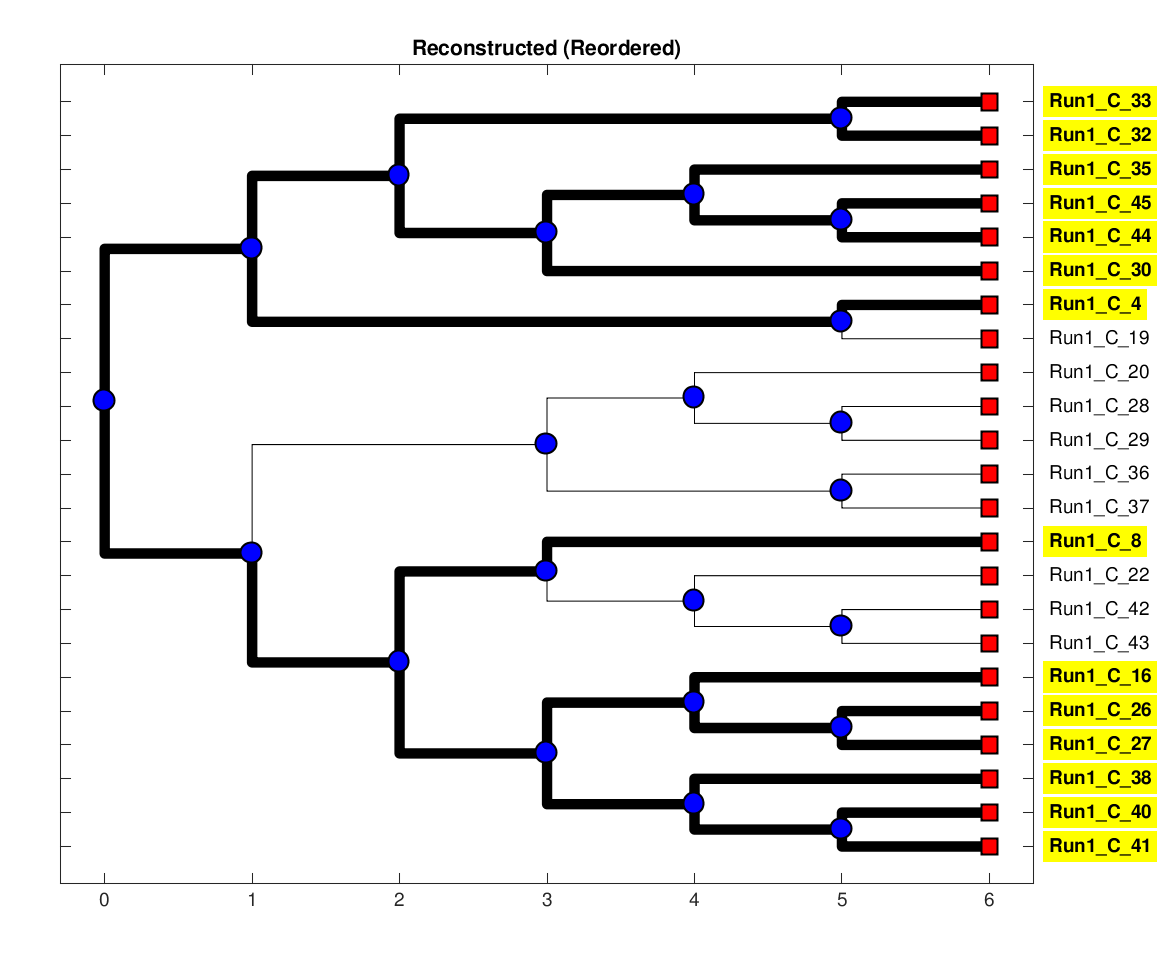 Reconstructed (Reordered)
Run1_C_33
Run1_C_32
Run1_C_35
Run1_C_45
Run1_C_44
Run1_C_30
Run1_C_4
Run1_C_19
Run1_C_20
Run1_C_28
Run1_C_29
Run1_C_36
Run1_C_37
Run1_C_8
Run1_C_22
Run1_C_42
Run1_C_43
Run1_C_16
Run1_C_26
Run1_C_27
Run1_C_38
Run1_C_40
Run1_C_41
0 1 2 3 4 5 6